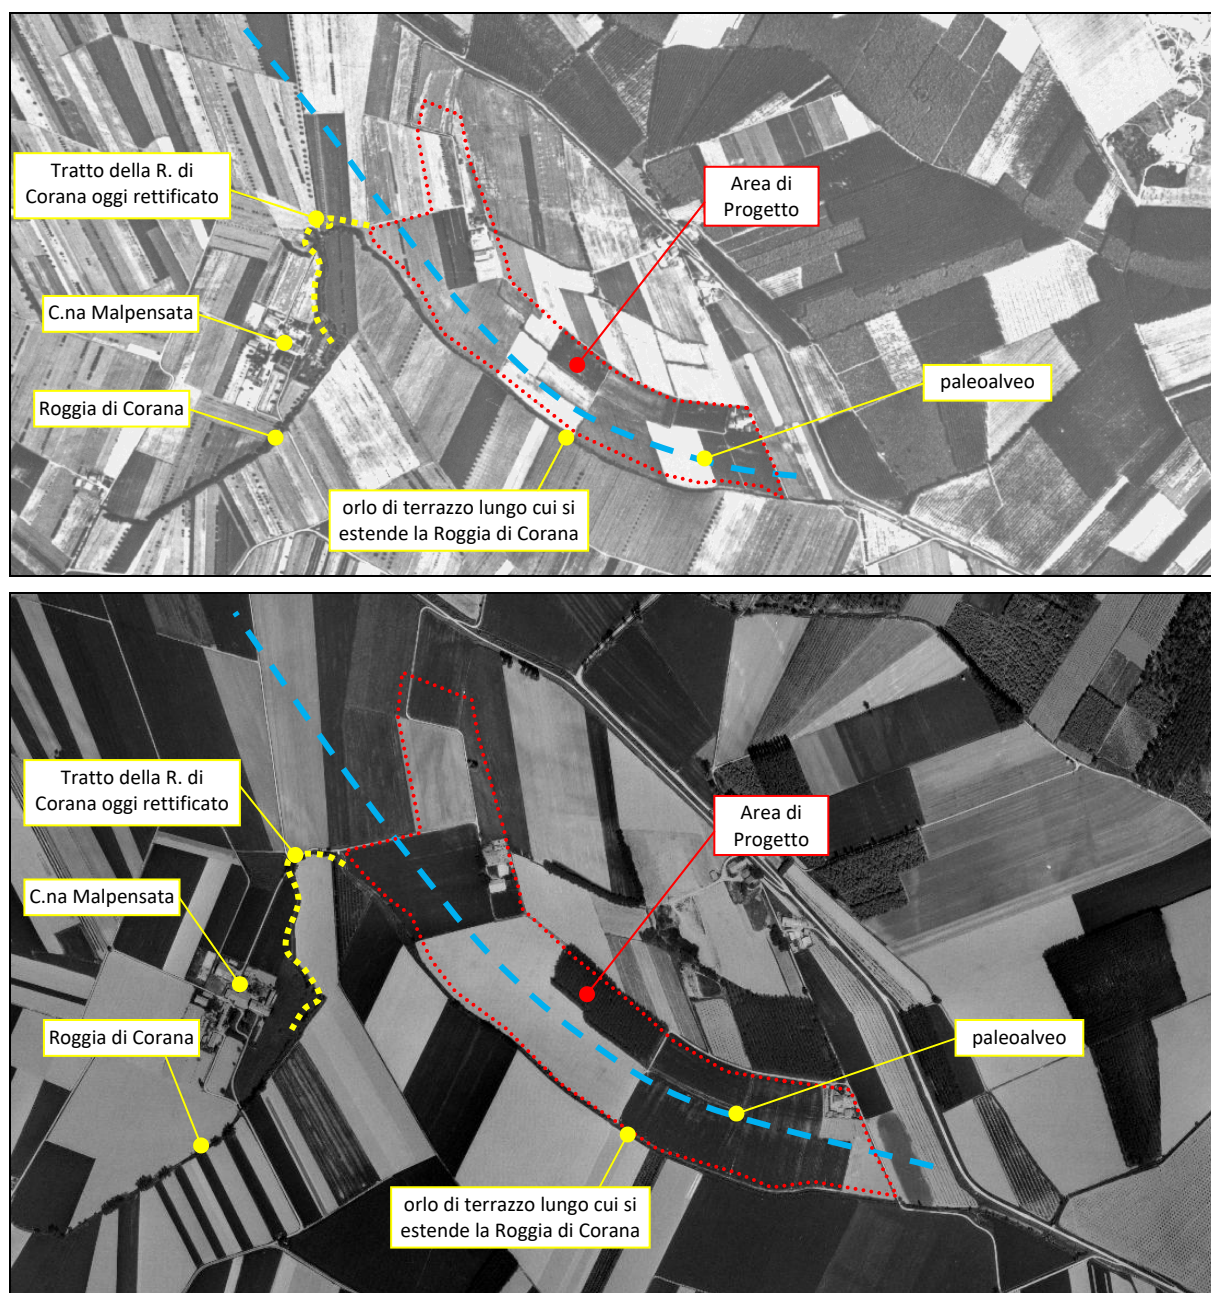 Tratto della R. di
Corana oggi rettificato
Area di
Progetto
C.na Malpensata
paleoalveo
Roggia di Corana
orlo di terrazzo lungo cui si
estende la Roggia di Corana
Tratto della R. di
Corana oggi rettificato
Area di
Progetto
C.na Malpensata
Roggia di Corana
paleoalveo
orlo di terrazzo lungo cui si
estende la Roggia di Corana